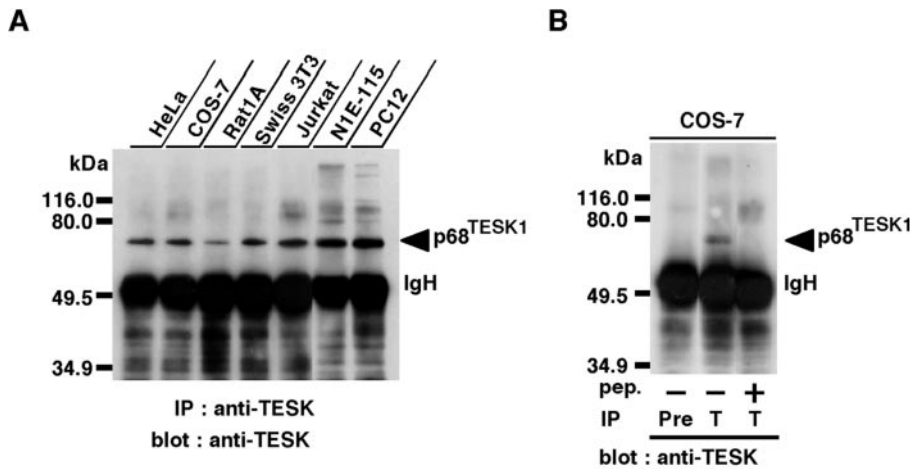 A
HeLa
COS-7
Rat1A
Swiss 3T3
Jurkat
N1E-115
PC12
kDa
116.0
80.0
p68TESK1
IgH
49.5
34.9
IP : anti-TESK
blot : anti-TESK
B
COS-7
kDa
116.0
80.0
p68TESK1
IgH
49.5
34.9
pep. − − +
IP Pre T T
blot : anti-TESK